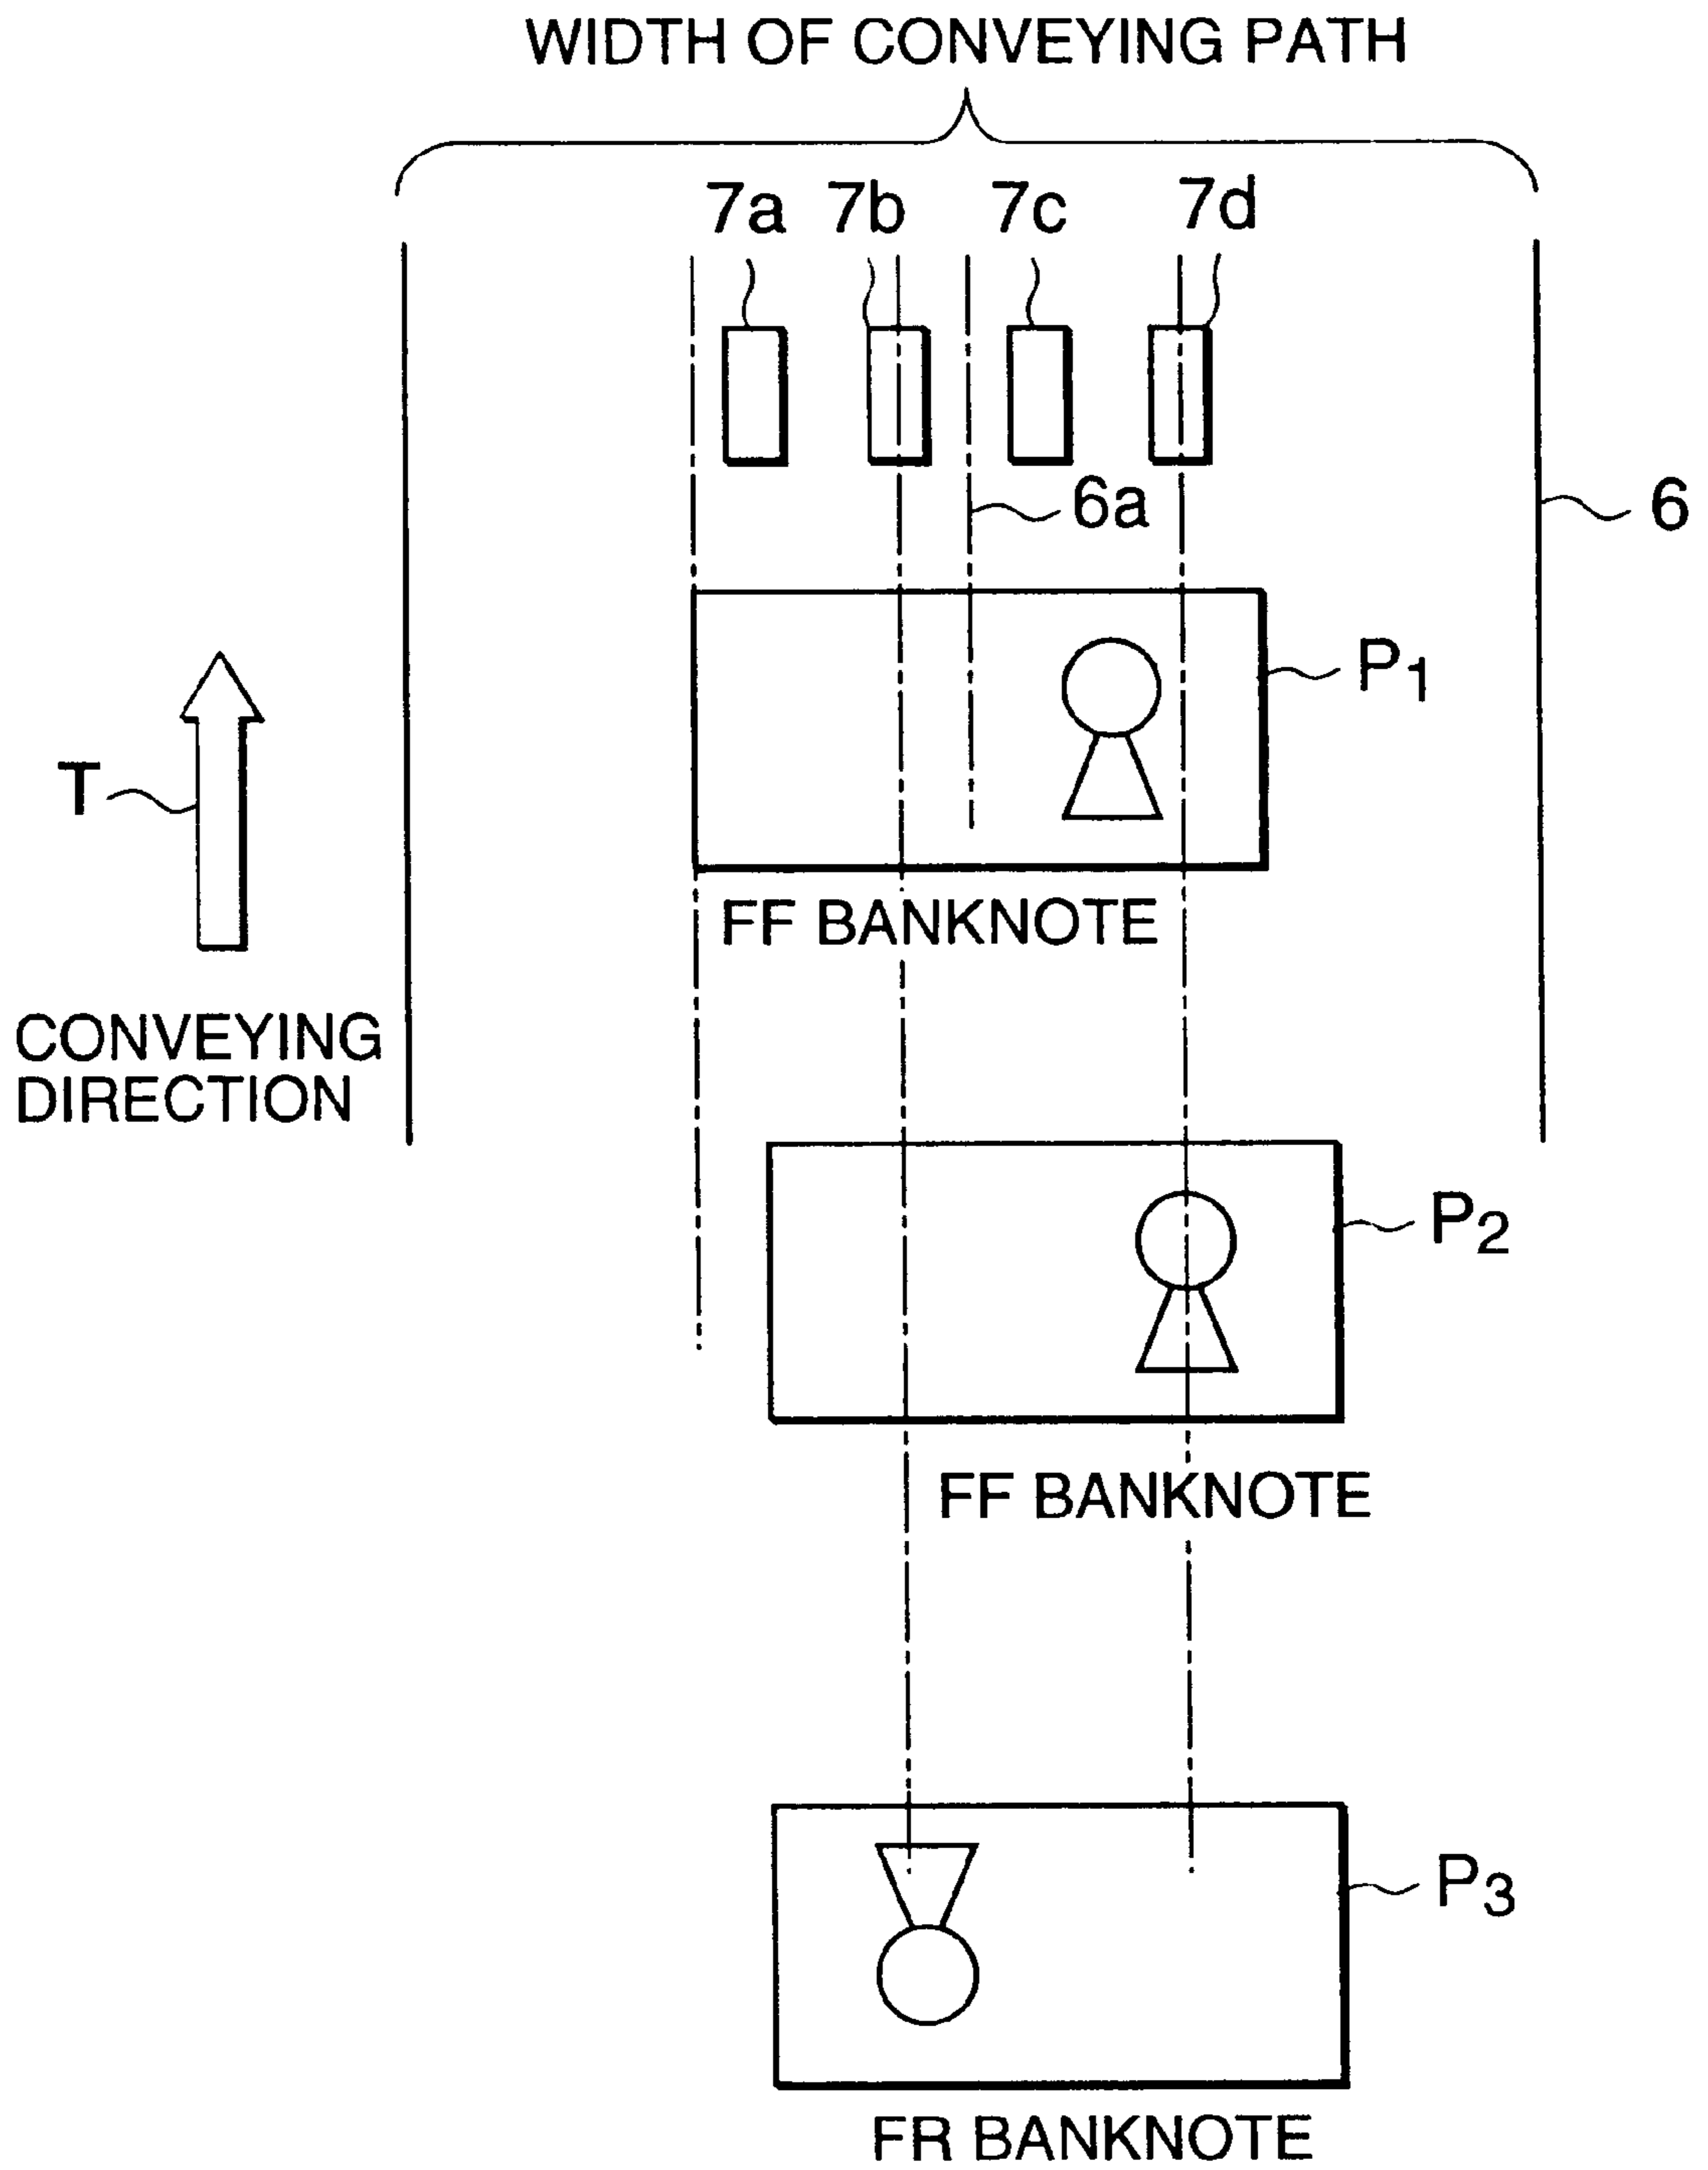 WIDTH OF CONVEYING PATH
7a 7b 7c 7d
6a
6
P1
T
FF BANKNOTE
CONVEYING
DIRECTION
P2
FF BANKNOTE
P3
FR BANKNOTE